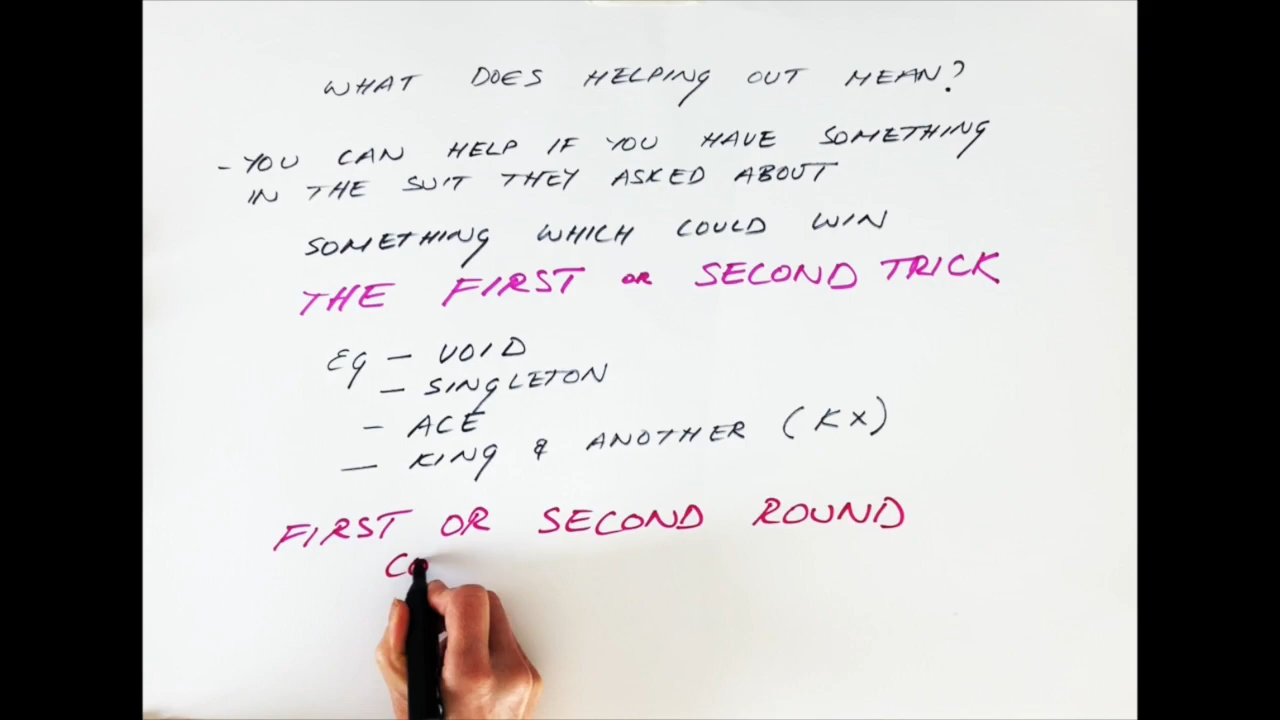 WHAT DOES HELPING OUT MEAN?
- YOU CAN HELP IF YOU HAVE SOMETHING
IN THE SUIT THEY ASKED ABOUT
SOMETHING WHICH COULD WIN
THE FIRST OR SECOND TRICK
EG - VOID
- SINGLETON
- ACE
- KING & ANOTHER (KX)
FIRST OR SECOND ROUND
CO